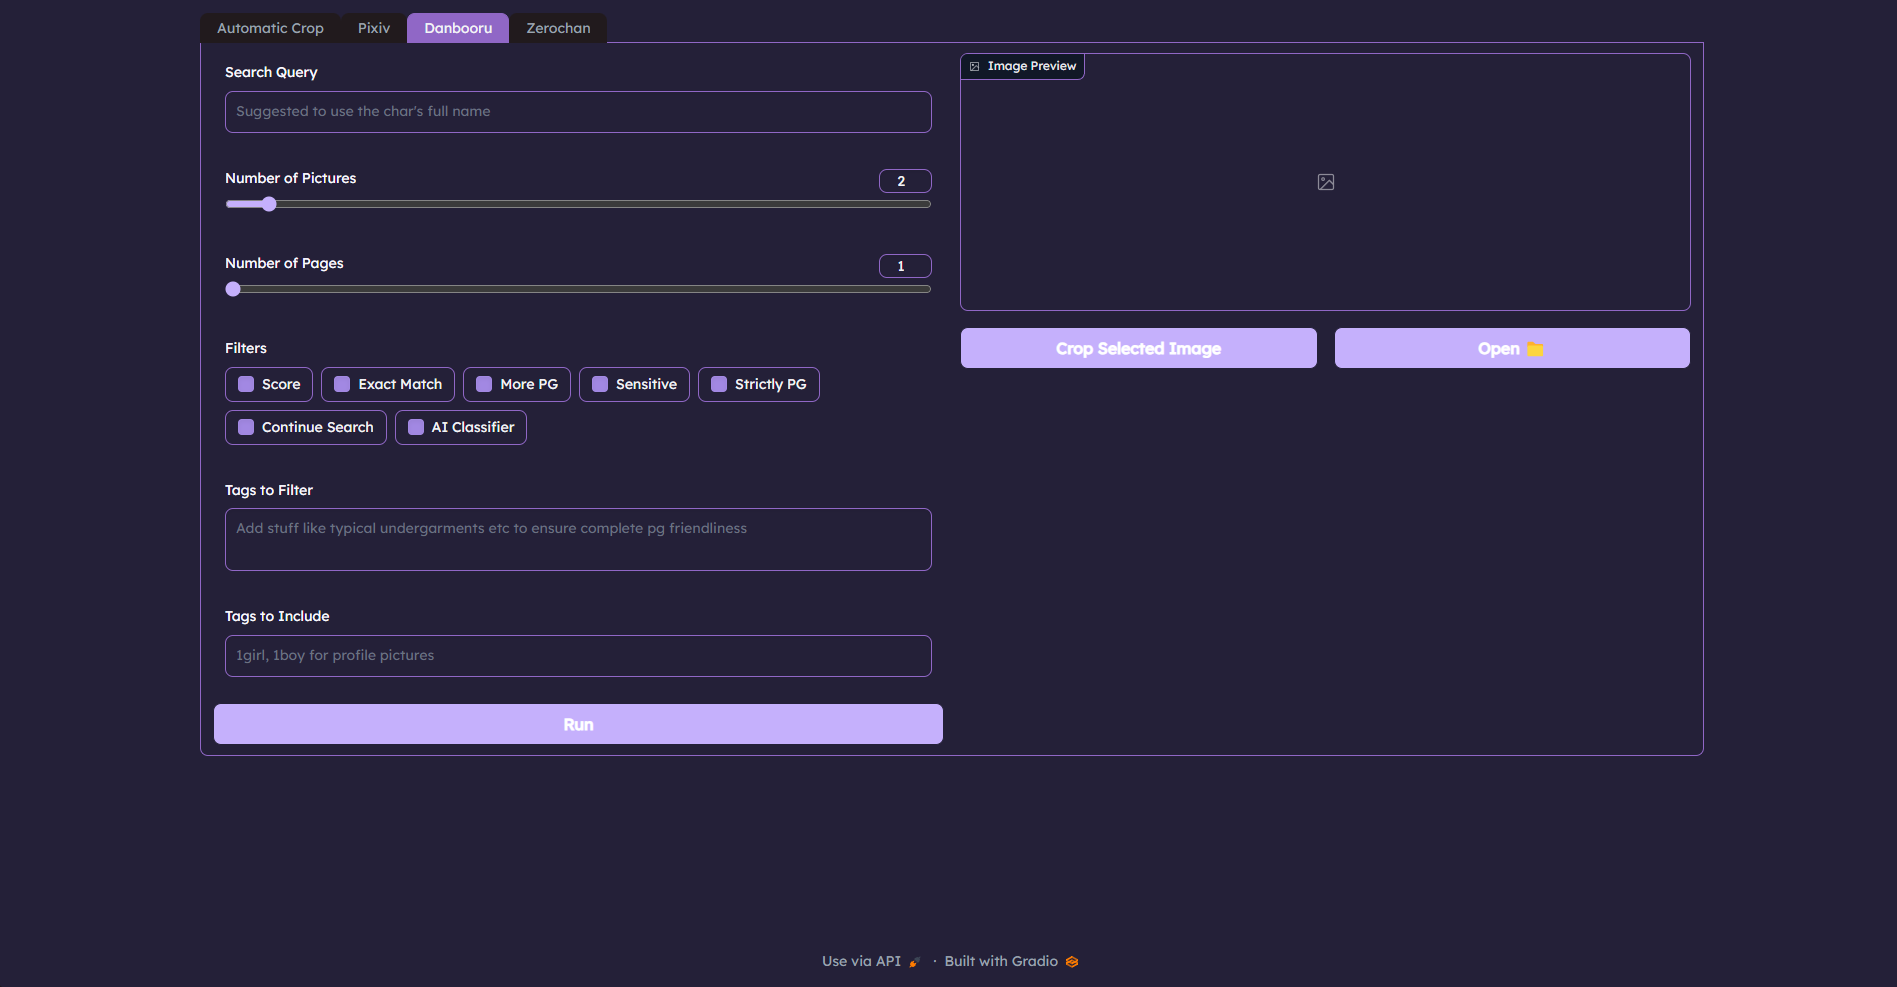 Automatic Crop
Pixiv
Danbooru
Zerochan
Search Query
Suggested to use the char's full name
Number of Pictures
2
Number of Pages
1
Filters
Score
Exact Match
More PG
Sensitive
Strictly PG
Continue Search
AI Classifier
Tags to Filter
Add stuff like typical undergarments etc to ensure complete pg friendliness
Tags to Include
1girl, 1boy for profile pictures
Run
Image Preview
Crop Selected Image
Open
Use via API · Built with Gradio